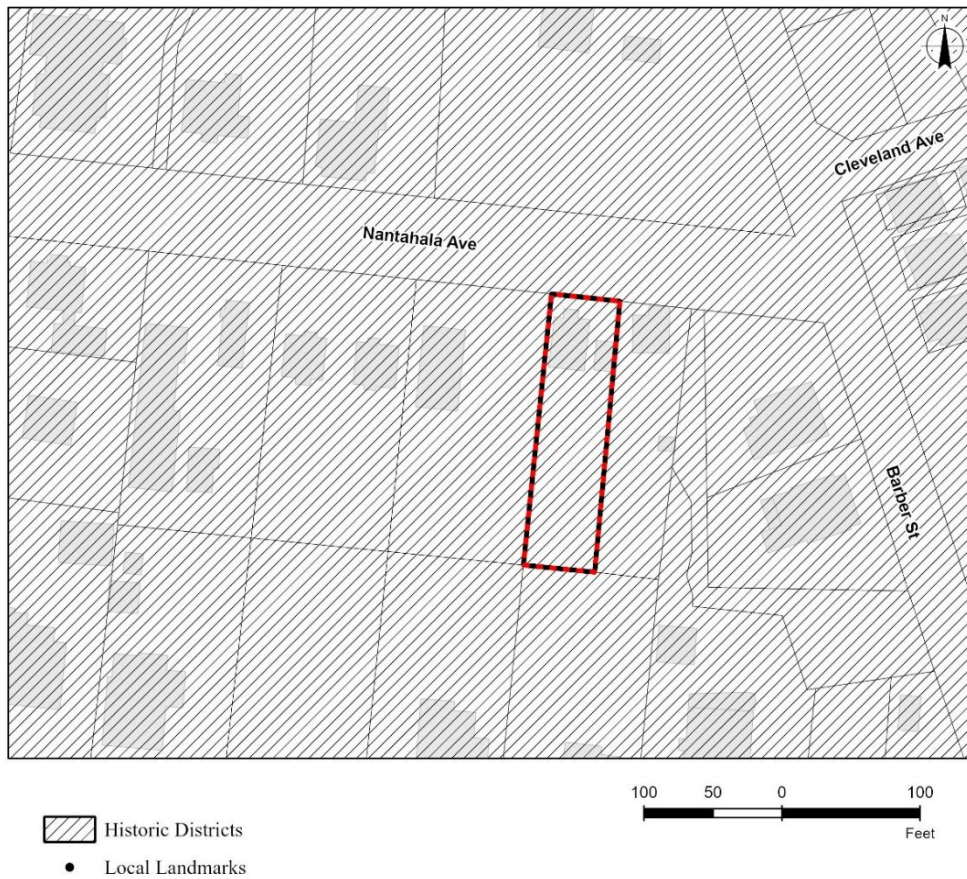 N
Cleveland Ave
Nantahala Ave
Barber St
100 50 0 100
Feet
Historic Districts
Local Landmarks